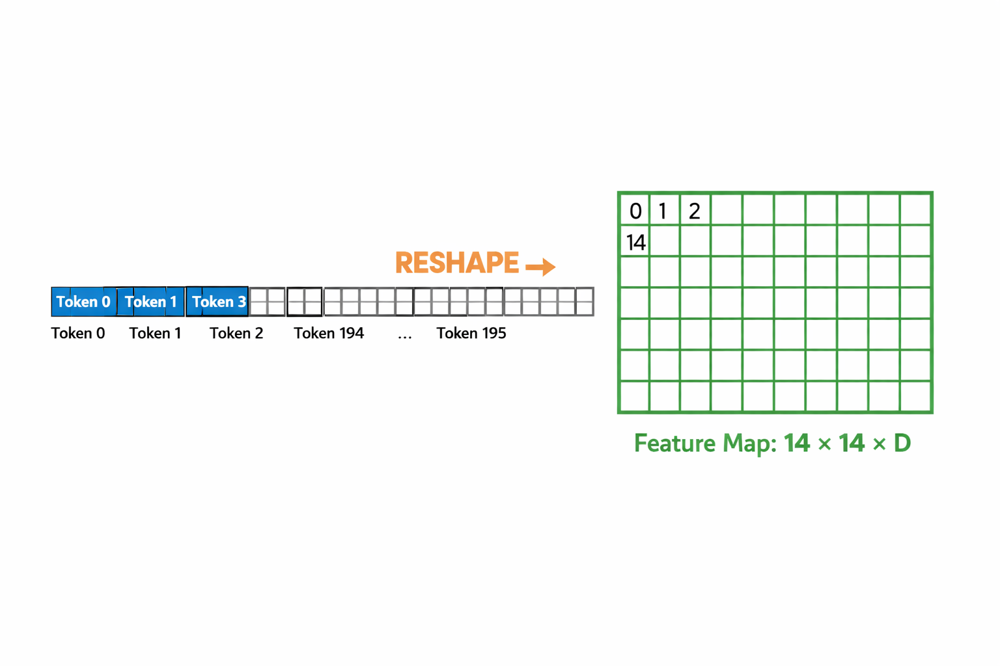 RESHAPE →
Token 0 Token 1 Token 3
Token 0 Token 1 Token 2 Token 194 ... Token 195
0 1 2
14
Feature Map: 14 × 14 × D